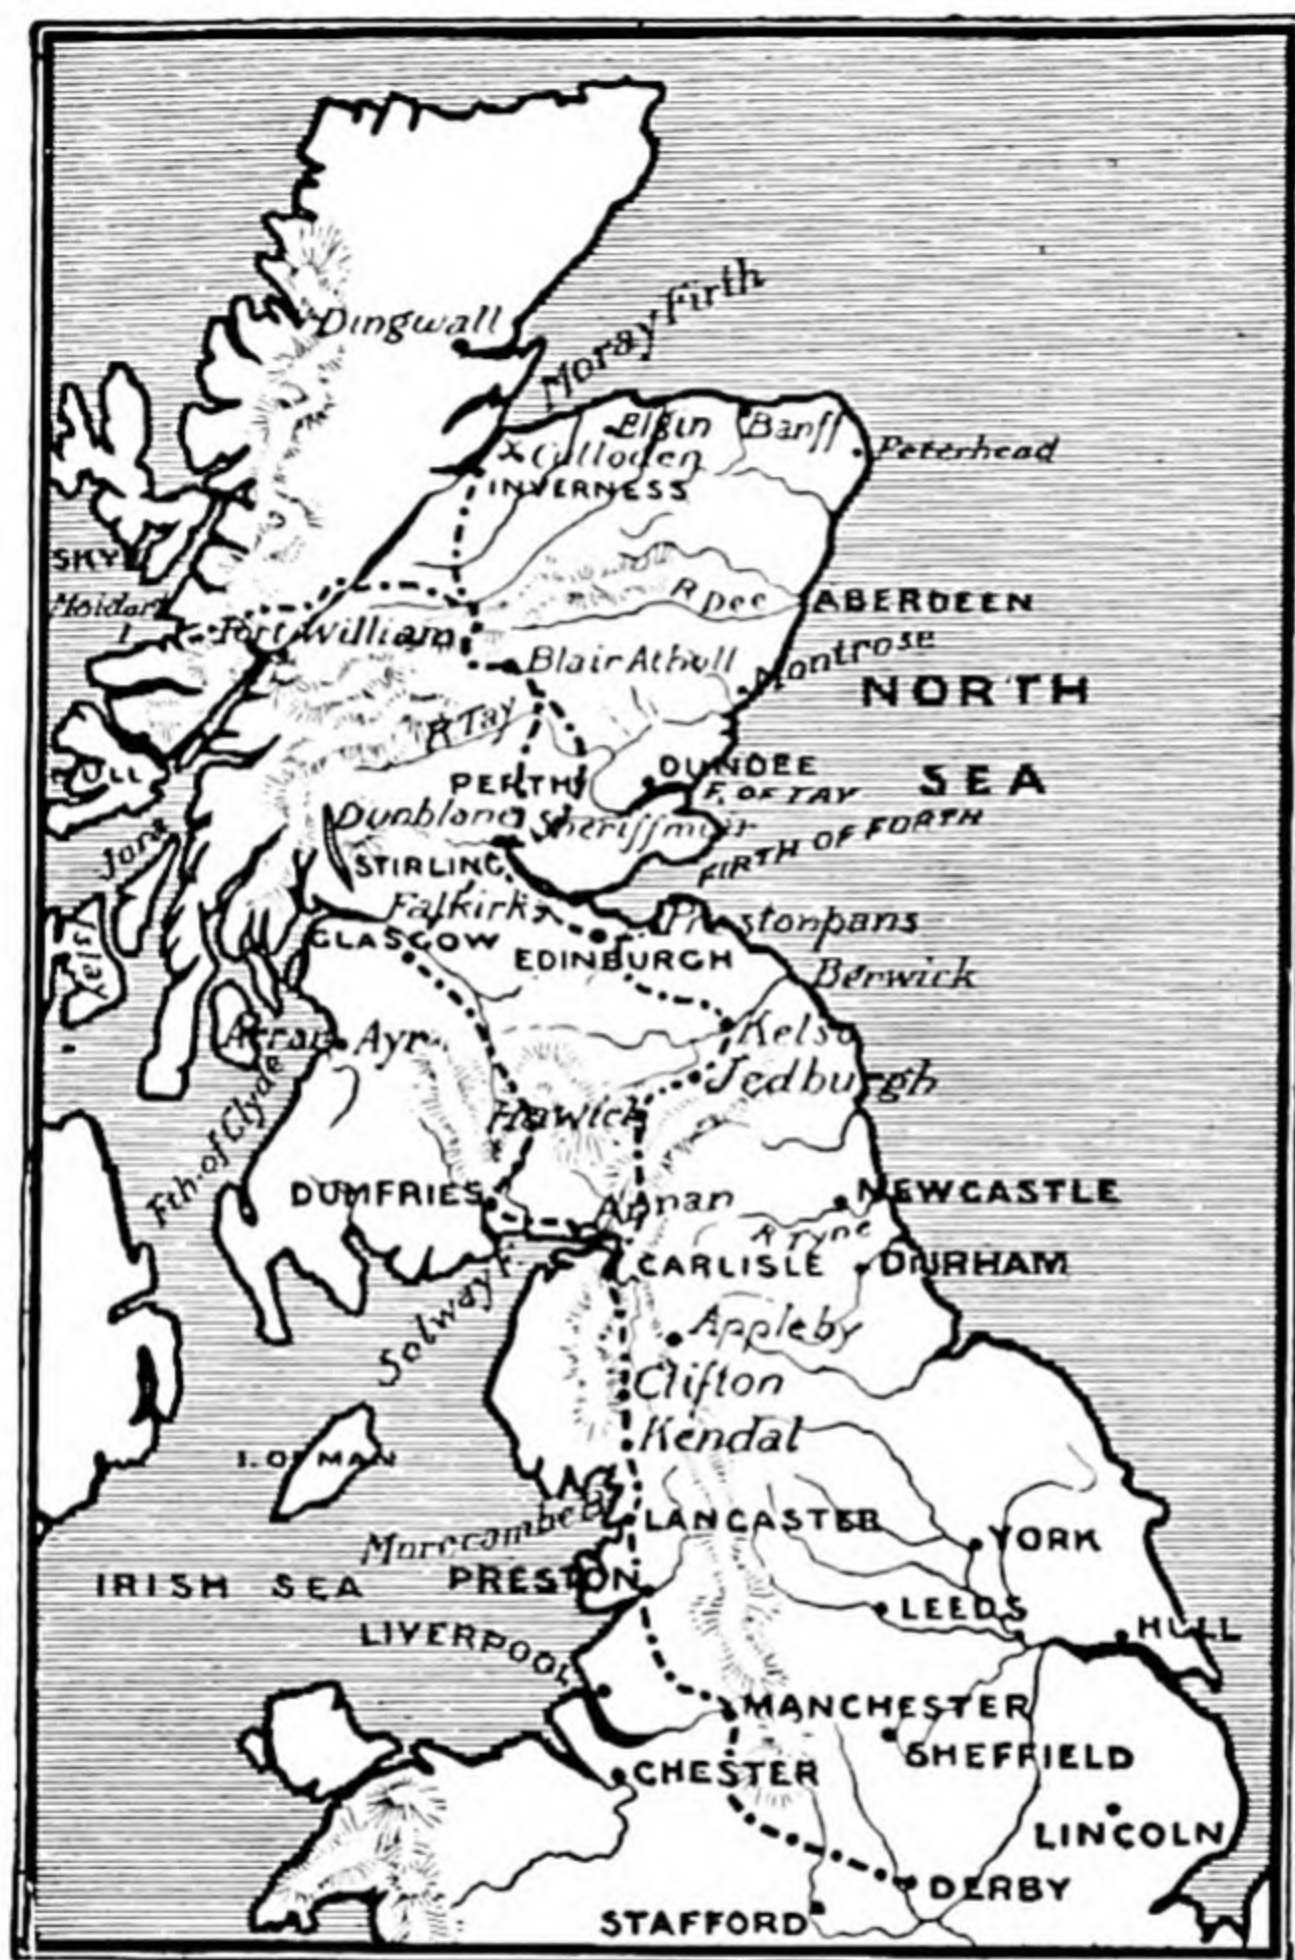 Dingwall
Moray Firth
Elgin
Banff
Culloden
Peterhead
INVERNESS
SKYE
Moidart
R Dee
ABERDEEN
Fort William
Blair Atholl
Montrose
NORTH
SEA
R Tay
MULL
PERTH
DUNDEE
F. OF TAY
Dunblane
Sheriffmuir
FIRTH OF FORTH
Jura
STIRLING
Falkirk
Prestonpans
Islay
GLASGOW
EDINBURGH
Berwick
Arran
Ayr
Kelso
Jedburgh
Fth. of Clyde
Hawick
DUMFRIES
Annan
NEWCASTLE
R Tyne
CARLISLE
DURHAM
Solway F.
Appleby
Clifton
Kendal
I. OF MAN
Morecambe B
LANCASTER
YORK
IRISH SEA
PRESTON
LEEDS
HULL
LIVERPOOL
MANCHESTER
SHEFFIELD
CHESTER
LINCOLN
DERBY
STAFFORD